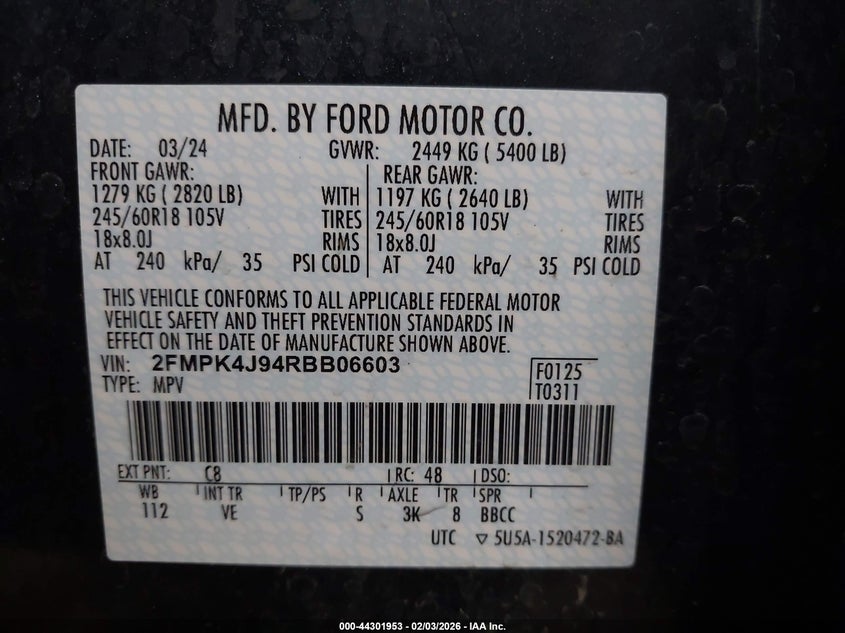 MFD. BY FORD MOTOR CO.
DATE: 03/24 GVWR: 2449 KG ( 5400 LB)
FRONT GAWR: REAR GAWR:
1279 KG ( 2820 LB) WITH 1197 KG ( 2640 LB) WITH
245/60R18 105V TIRES 245/60R18 105V TIRES
18x8.0J RIMS 18x8.0J RIMS
AT 240 kPa/ 35 PSI COLD AT 240 kPa/ 35 PSI COLD
THIS VEHICLE CONFORMS TO ALL APPLICABLE FEDERAL MOTOR
VEHICLE SAFETY AND THEFT PREVENTION STANDARDS IN
EFFECT ON THE DATE OF MANUFACTURE SHOWN ABOVE.
VIN: 2FMPK4J94RBB06603 F0125
TYPE: MPV T0311
EXT PNT: C8 RC: 48 DSO:
WB INT TR TP/PS R AXLE TR SPR
112 VE S 3K 8 BBCC
UTC ▽ 5U5A-1520472-BA
000-44301953 - 02/03/2026 - IAA Inc.